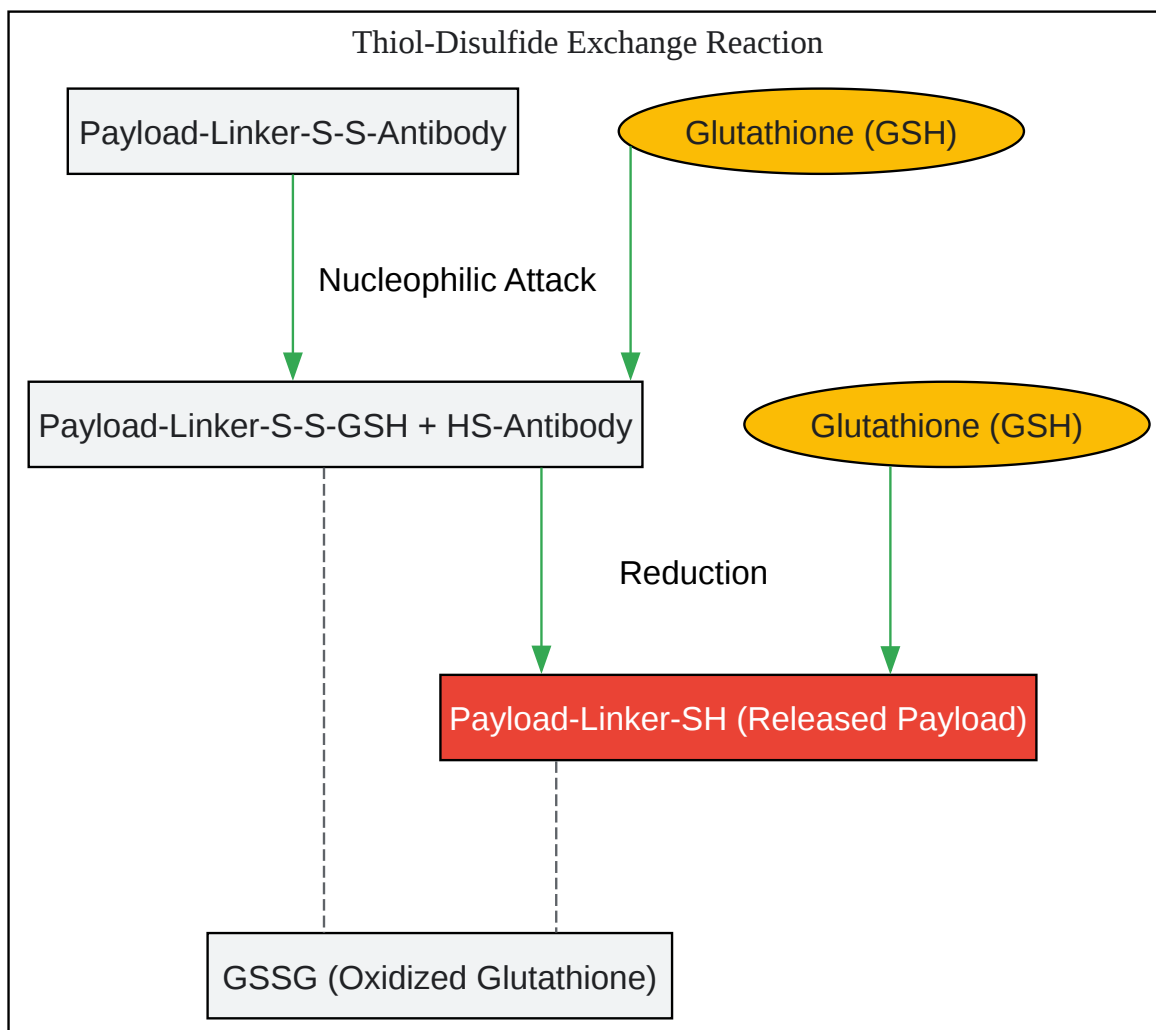 Thiol-Disulfide Exchange Reaction
Payload-Linker-S-S-Antibody
Glutathione (GSH)
Nucleophilic Attack
Payload-Linker-S-S-GSH + HS-Antibody
Glutathione (GSH)
Reduction
Payload-Linker-SH (Released Payload)
GSSG (Oxidized Glutathione)